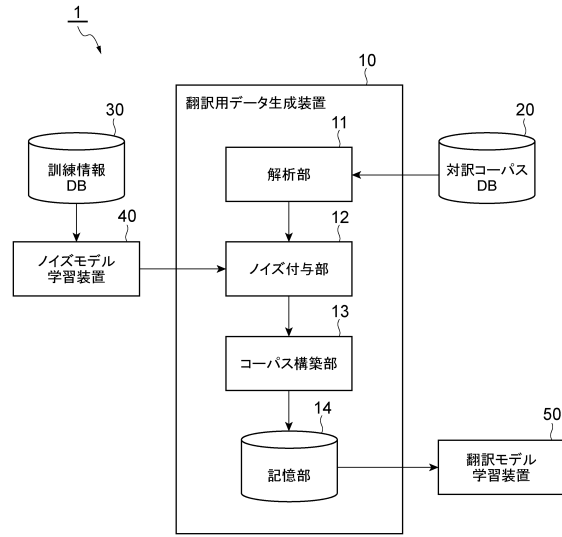 1
10
翻訳用データ生成装置
30
訓練情報
DB
11
解析部
20
対訳コーパス
DB
40
ノイズモデル
学習装置
12
ノイズ付与部
13
コーパス構築部
14
記憶部
50
翻訳モデル
学習装置